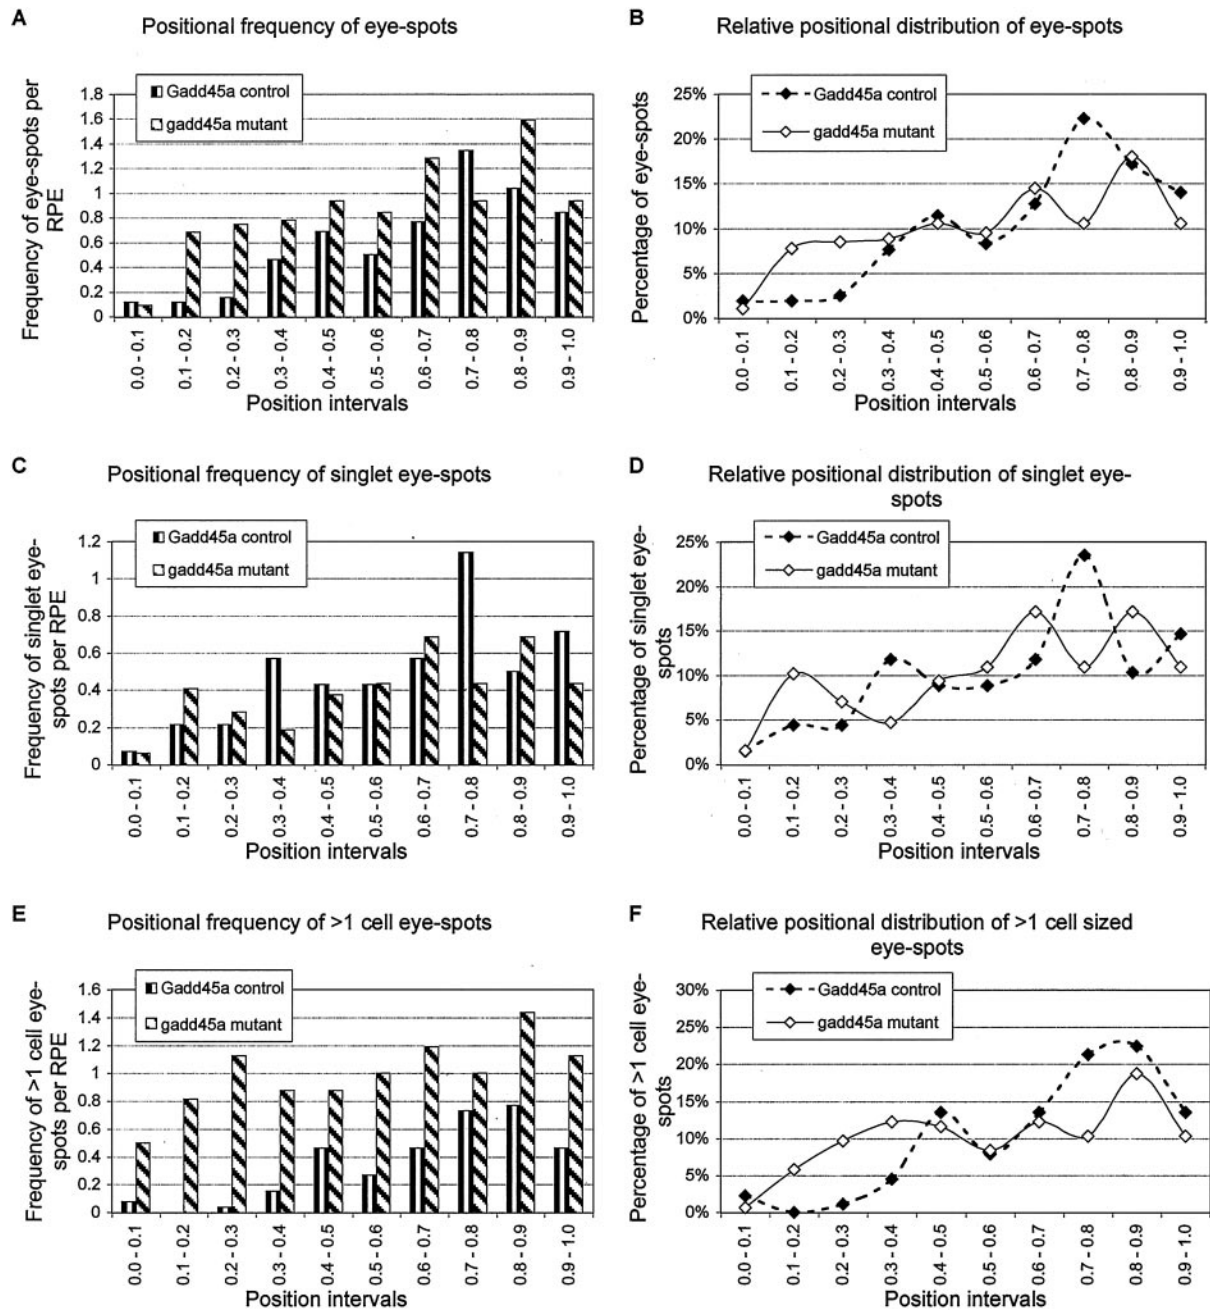 A
Positional frequency of eye-spots
Gadd45a control
gadd45a mutant
Frequency of eye-spots per
RPE
1.8
1.6
1.4
1.2
1
0.8
0.6
0.4
0.2
0
0.0 - 0.1
0.1 - 0.2
0.2 - 0.3
0.3 - 0.4
0.4 - 0.5
0.5 - 0.6
0.6 - 0.7
0.7 - 0.8
0.8 - 0.9
0.9 - 1.0
Position intervals
B
Relative positional distribution of eye-spots
Gadd45a control
gadd45a mutant
Percentage of eye-spots
25%
20%
15%
10%
5%
0%
0.0 - 0.1
0.1 - 0.2
0.2 - 0.3
0.3 - 0.4
0.4 - 0.5
0.5 - 0.6
0.6 - 0.7
0.7 - 0.8
0.8 - 0.9
0.9 - 1.0
Position intervals
C
Positional frequency of singlet eye-spots
Gadd45a control
gadd45a mutant
Frequency of singlet eye-
spots per RPE
1.2
1
0.8
0.6
0.4
0.2
0
0.0 - 0.1
0.1 - 0.2
0.2 - 0.3
0.3 - 0.4
0.4 - 0.5
0.5 - 0.6
0.6 - 0.7
0.7 - 0.8
0.8 - 0.9
0.9 - 1.0
Position intervals
D
Relative positional distribution of singlet eye-
spots
Gadd45a control
gadd45a mutant
Percentage of singlet eye-
spots
25%
20%
15%
10%
5%
0%
0.0 - 0.1
0.1 - 0.2
0.2 - 0.3
0.3 - 0.4
0.4 - 0.5
0.5 - 0.6
0.6 - 0.7
0.7 - 0.8
0.8 - 0.9
0.9 - 1.0
Position intervals
E
Positional frequency of >1 cell eye-spots
Gadd45a control
gadd45a mutant
Frequency of >1 cell eye-
spots per RPE
1.6
1.4
1.2
1
0.8
0.6
0.4
0.2
0
0.0 - 0.1
0.1 - 0.2
0.2 - 0.3
0.3 - 0.4
0.4 - 0.5
0.5 - 0.6
0.6 - 0.7
0.7 - 0.8
0.8 - 0.9
0.9 - 1.0
Position intervals
F
Relative positional distribution of >1 cell sized
eye-spots
Gadd45a control
gadd45a mutant
Percentage of >1 cell eye-
spots
30%
25%
20%
15%
10%
5%
0%
0.0 - 0.1
0.1 - 0.2
0.2 - 0.3
0.3 - 0.4
0.4 - 0.5
0.5 - 0.6
0.6 - 0.7
0.7 - 0.8
0.8 - 0.9
0.9 - 1.0
Position intervals